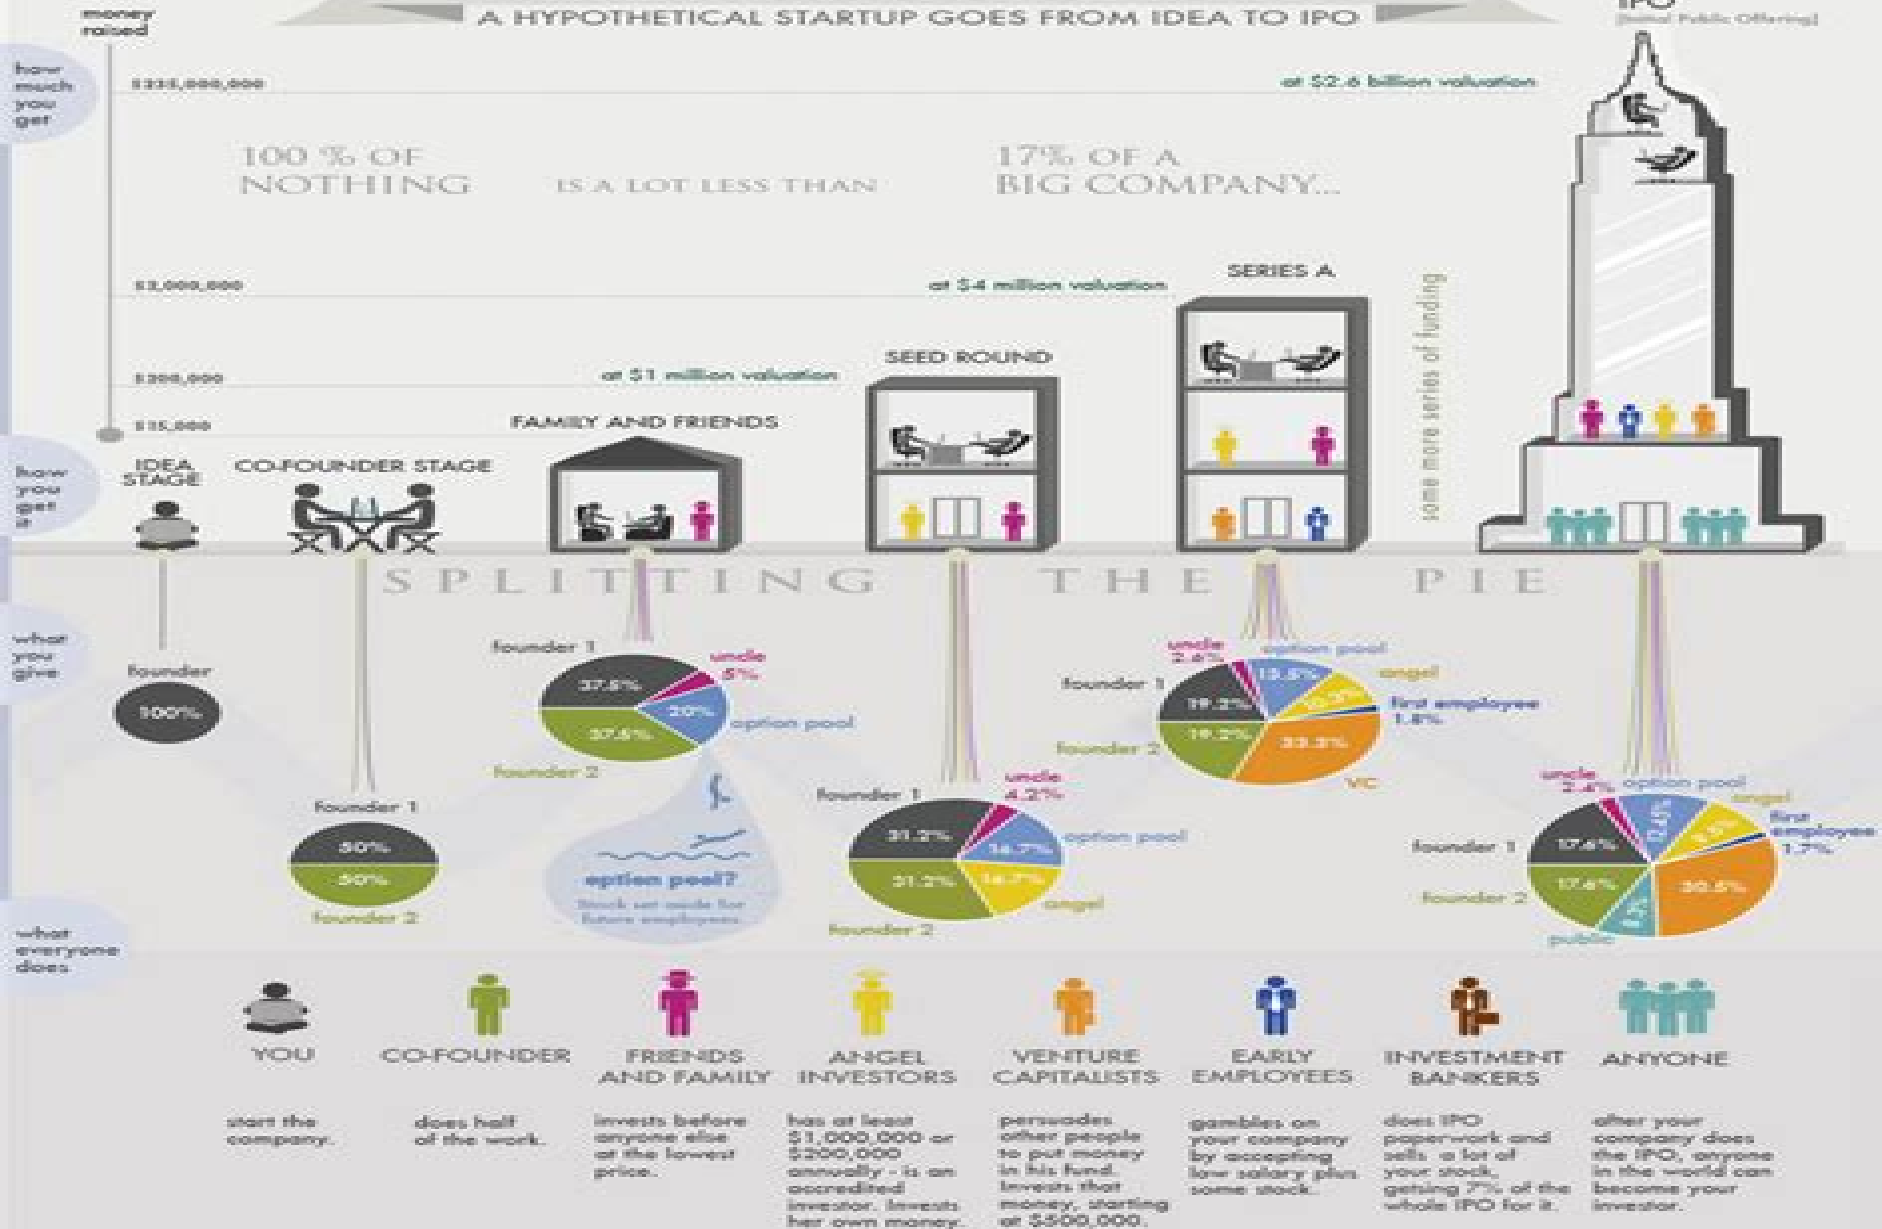 money
raised
A HYPOTHETICAL STARTUP GOES FROM IDEA TO IPO
IPO
(Initial Public Offering)
how
much
you
get
at $2.6 billion valuation
100 % OF
NOTHING
IS A LOT LESS THAN
17% OF A
BIG COMPANY...
SERIES A
at $4 million valuation
SEED ROUND
some more series of funding
at $1 million valuation
$15,000
FAMILY AND FRIENDS
how
you
get
it
IDEA
STAGE
CO-FOUNDER STAGE
SPLITTING THE PIE
what
you
give
founder
100%
founder 1
50%
50%
founder 2
founder 1
37.5%
uncle
5%
20%
option pool
37.5%
founder 2
option pool?
Stock set aside for
future employees
founder 1
31.2%
uncle
4.2%
option pool
16.7%
31.2%
16.7%
angel
founder 2
uncle
2.6%
option pool
angel
founder 1
19.2%
first employee
1.8%
19.2%
founder 2
VC
uncle
2.4%
option pool
angel
first
employee
1.7%
founder 1
17.6%
17.6%
30.5%
founder 2
public
what
everyone
does
YOU
start the
company.
CO-FOUNDER
does half
of the work.
FRIENDS
AND FAMILY
invests before
anyone else
at the lowest
price.
ANGEL
INVESTORS
has at least
$1,000,000 or
$200,000
annually - is an
accredited
investor. Invests
her own money.
VENTURE
CAPITALISTS
persuades
other people
to put money
in his fund.
Invests that
money, starting
at $500,000.
EARLY
EMPLOYEES
gambles on
your company
by accepting
low salary plus
some stock.
INVESTMENT
BANKERS
does IPO
paperwork and
sells a lot of
your stock,
getsing 7% of the
whole IPO for it.
ANYONE
after your
company does
the IPO, anyone
in the world can
become your
investor.